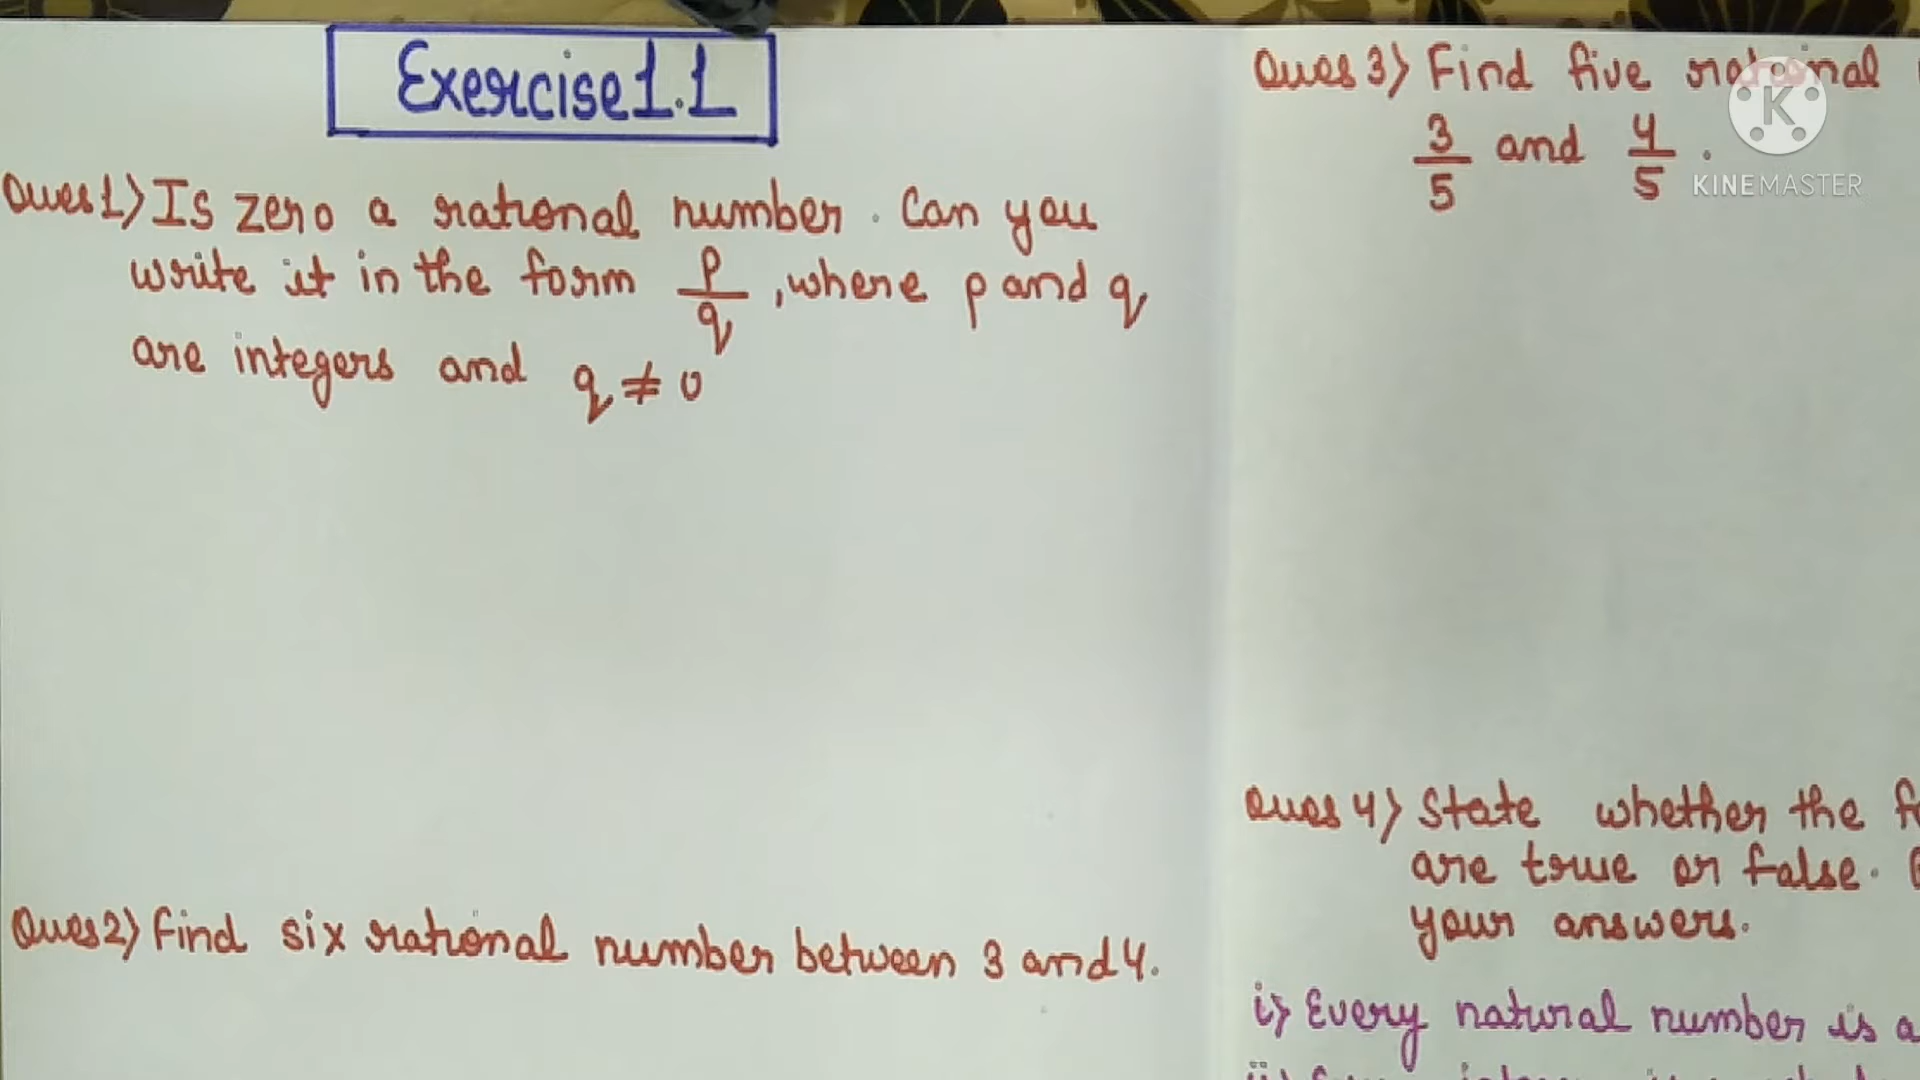 Exercise 1.1
Ques 1) Is zero a rational number. Can you
write it in the form p/q, where p and q
are integers and q ≠ 0
Ques 2) Find six rational number between 3 and 4.
Ques 3) Find five rational
3/5 and 4/5.
KINEMASTER
Ques 4) State whether the
are true or false.
your answers.
i) Every natural number is a
ii)